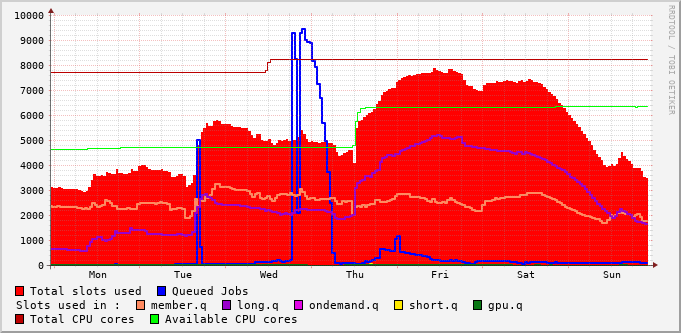 10000
9000
8000
7000
6000
5000
4000
3000
2000
1000
0
Mon Tue Wed Thu Fri Sat Sun
RRDTOOL / TOBI OETIKER
Total slots used Queued Jobs
Slots used in : member.q long.q ondemand.q short.q gpu.q
Total CPU cores Available CPU cores